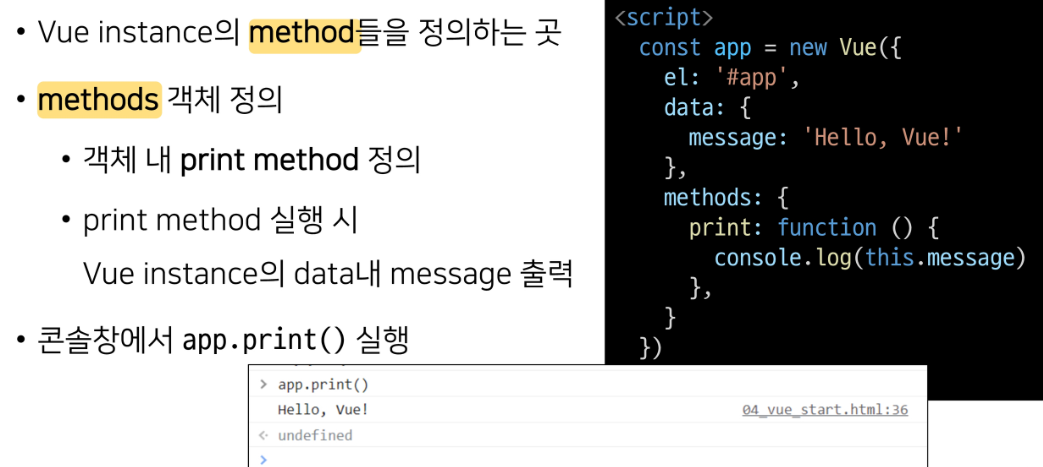 • Vue instance의 method들을 정의하는 곳
• methods 객체 정의
• 객체 내 print method 정의
• print method 실행 시
Vue instance의 data내 message 출력
• 콘솔창에서 app.print() 실행
<script>
const app = new Vue({
el: '#app',
data: {
message: 'Hello, Vue!'
},
methods: {
print: function () {
console.log(this.message)
},
}
})
> app.print()
Hello, Vue! 04_vue_start.html:36
<· undefined
>